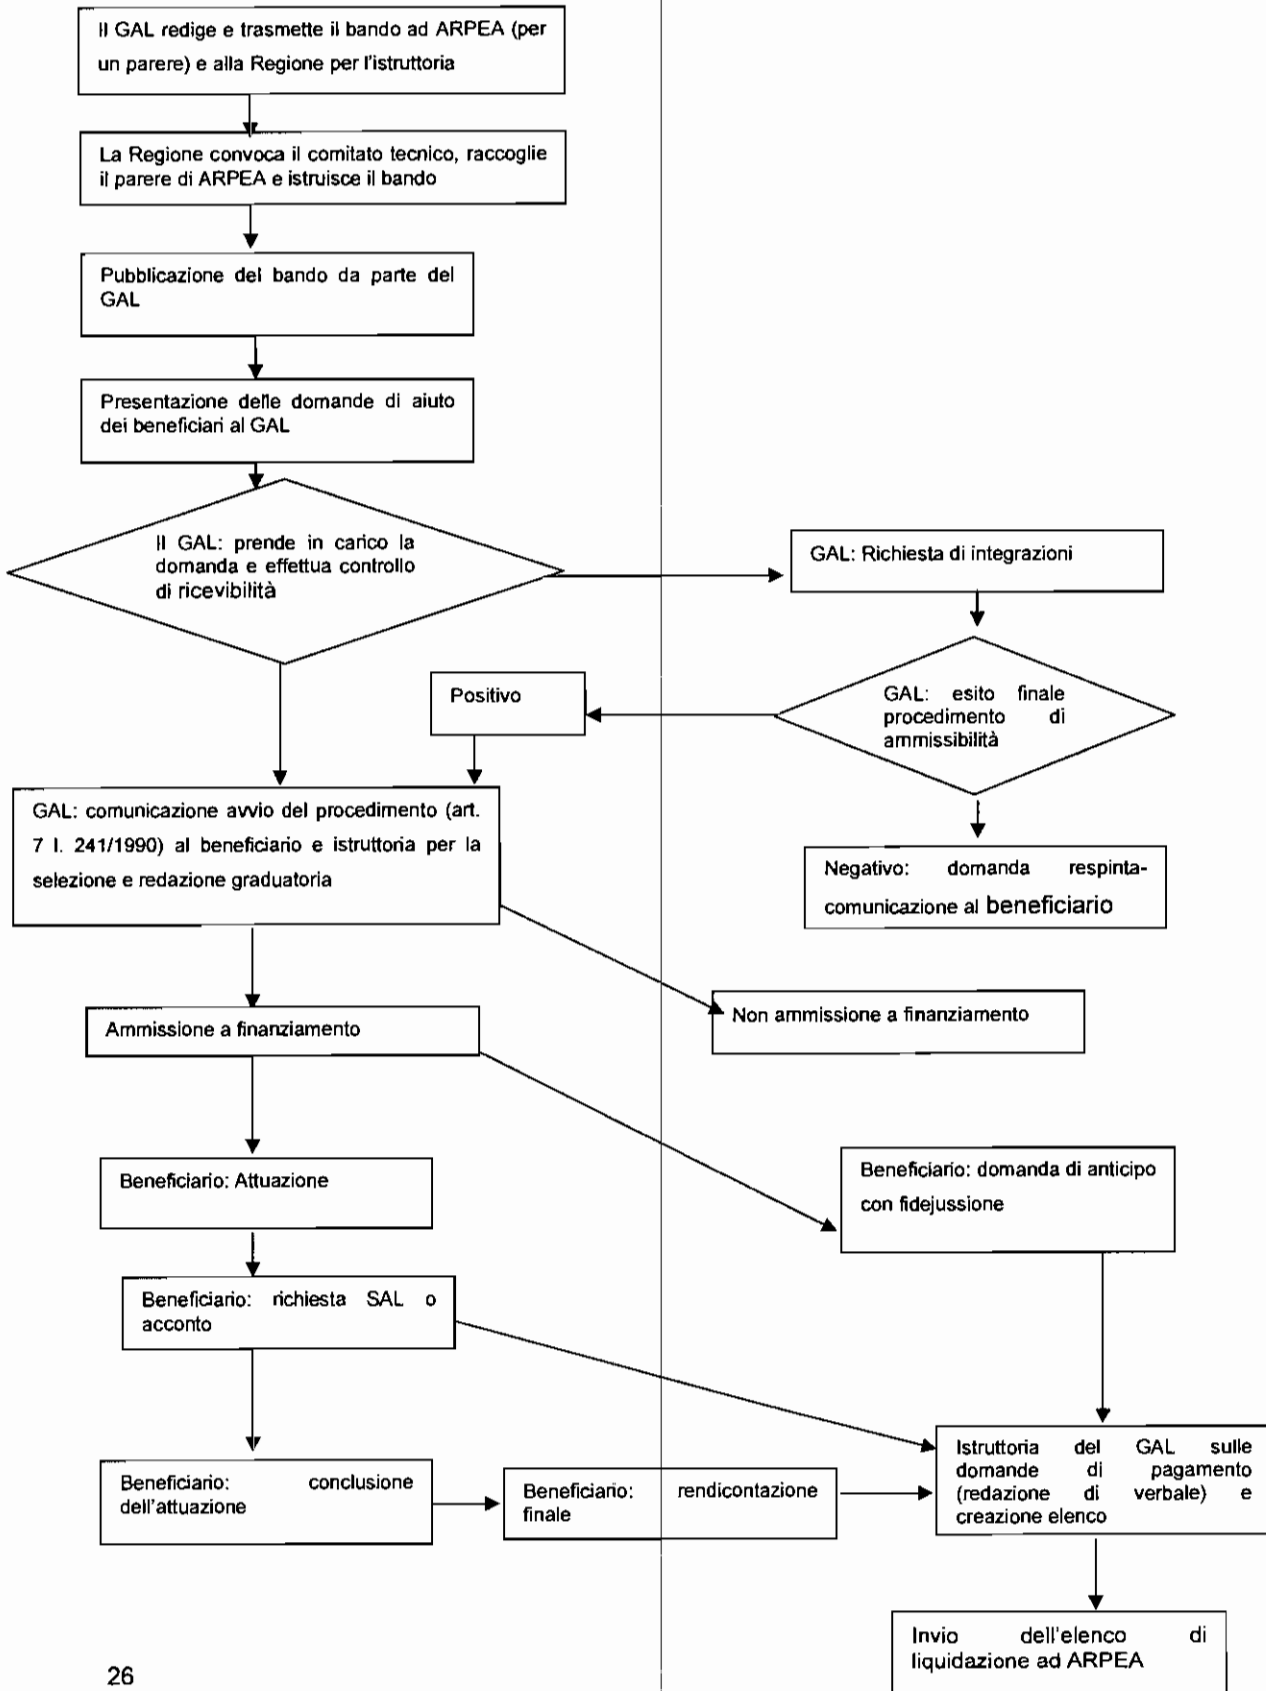 Il GAL redige e trasmette il bando ad ARPEA (per
un parere) e alla Regione per l'istruttoria
La Regione convoca il comitato tecnico, raccoglie
il parere di ARPEA e istruisce il bando
Pubblicazione del bando da parte del
GAL
Presentazione delle domande di aiuto
dei beneficiari al GAL
Il GAL: prende in carico la
domanda e effettua controllo
di ricevibilità
GAL: Richiesta di integrazioni
GAL: esito finale
procedimento di
ammissibilità
Positivo
GAL: comunicazione avvio del procedimento (art.
7 l. 241/1990) al beneficiario e istruttoria per la
selezione e redazione graduatoria
Negativo: domanda respinta-
comunicazione al beneficiario
Non ammissione a finanziamento
Ammissione a finanziamento
Beneficiario: Attuazione
Beneficiario: domanda di anticipo
con fidejussione
Beneficiario: richiesta SAL o
acconto
Beneficiario: conclusione
dell'attuazione
Beneficiario: rendicontazione
finale
Istruttoria del GAL sulle
domande di pagamento
(redazione di verbale) e
creazione elenco
Invio dell'elenco di
liquidazione ad ARPEA
26